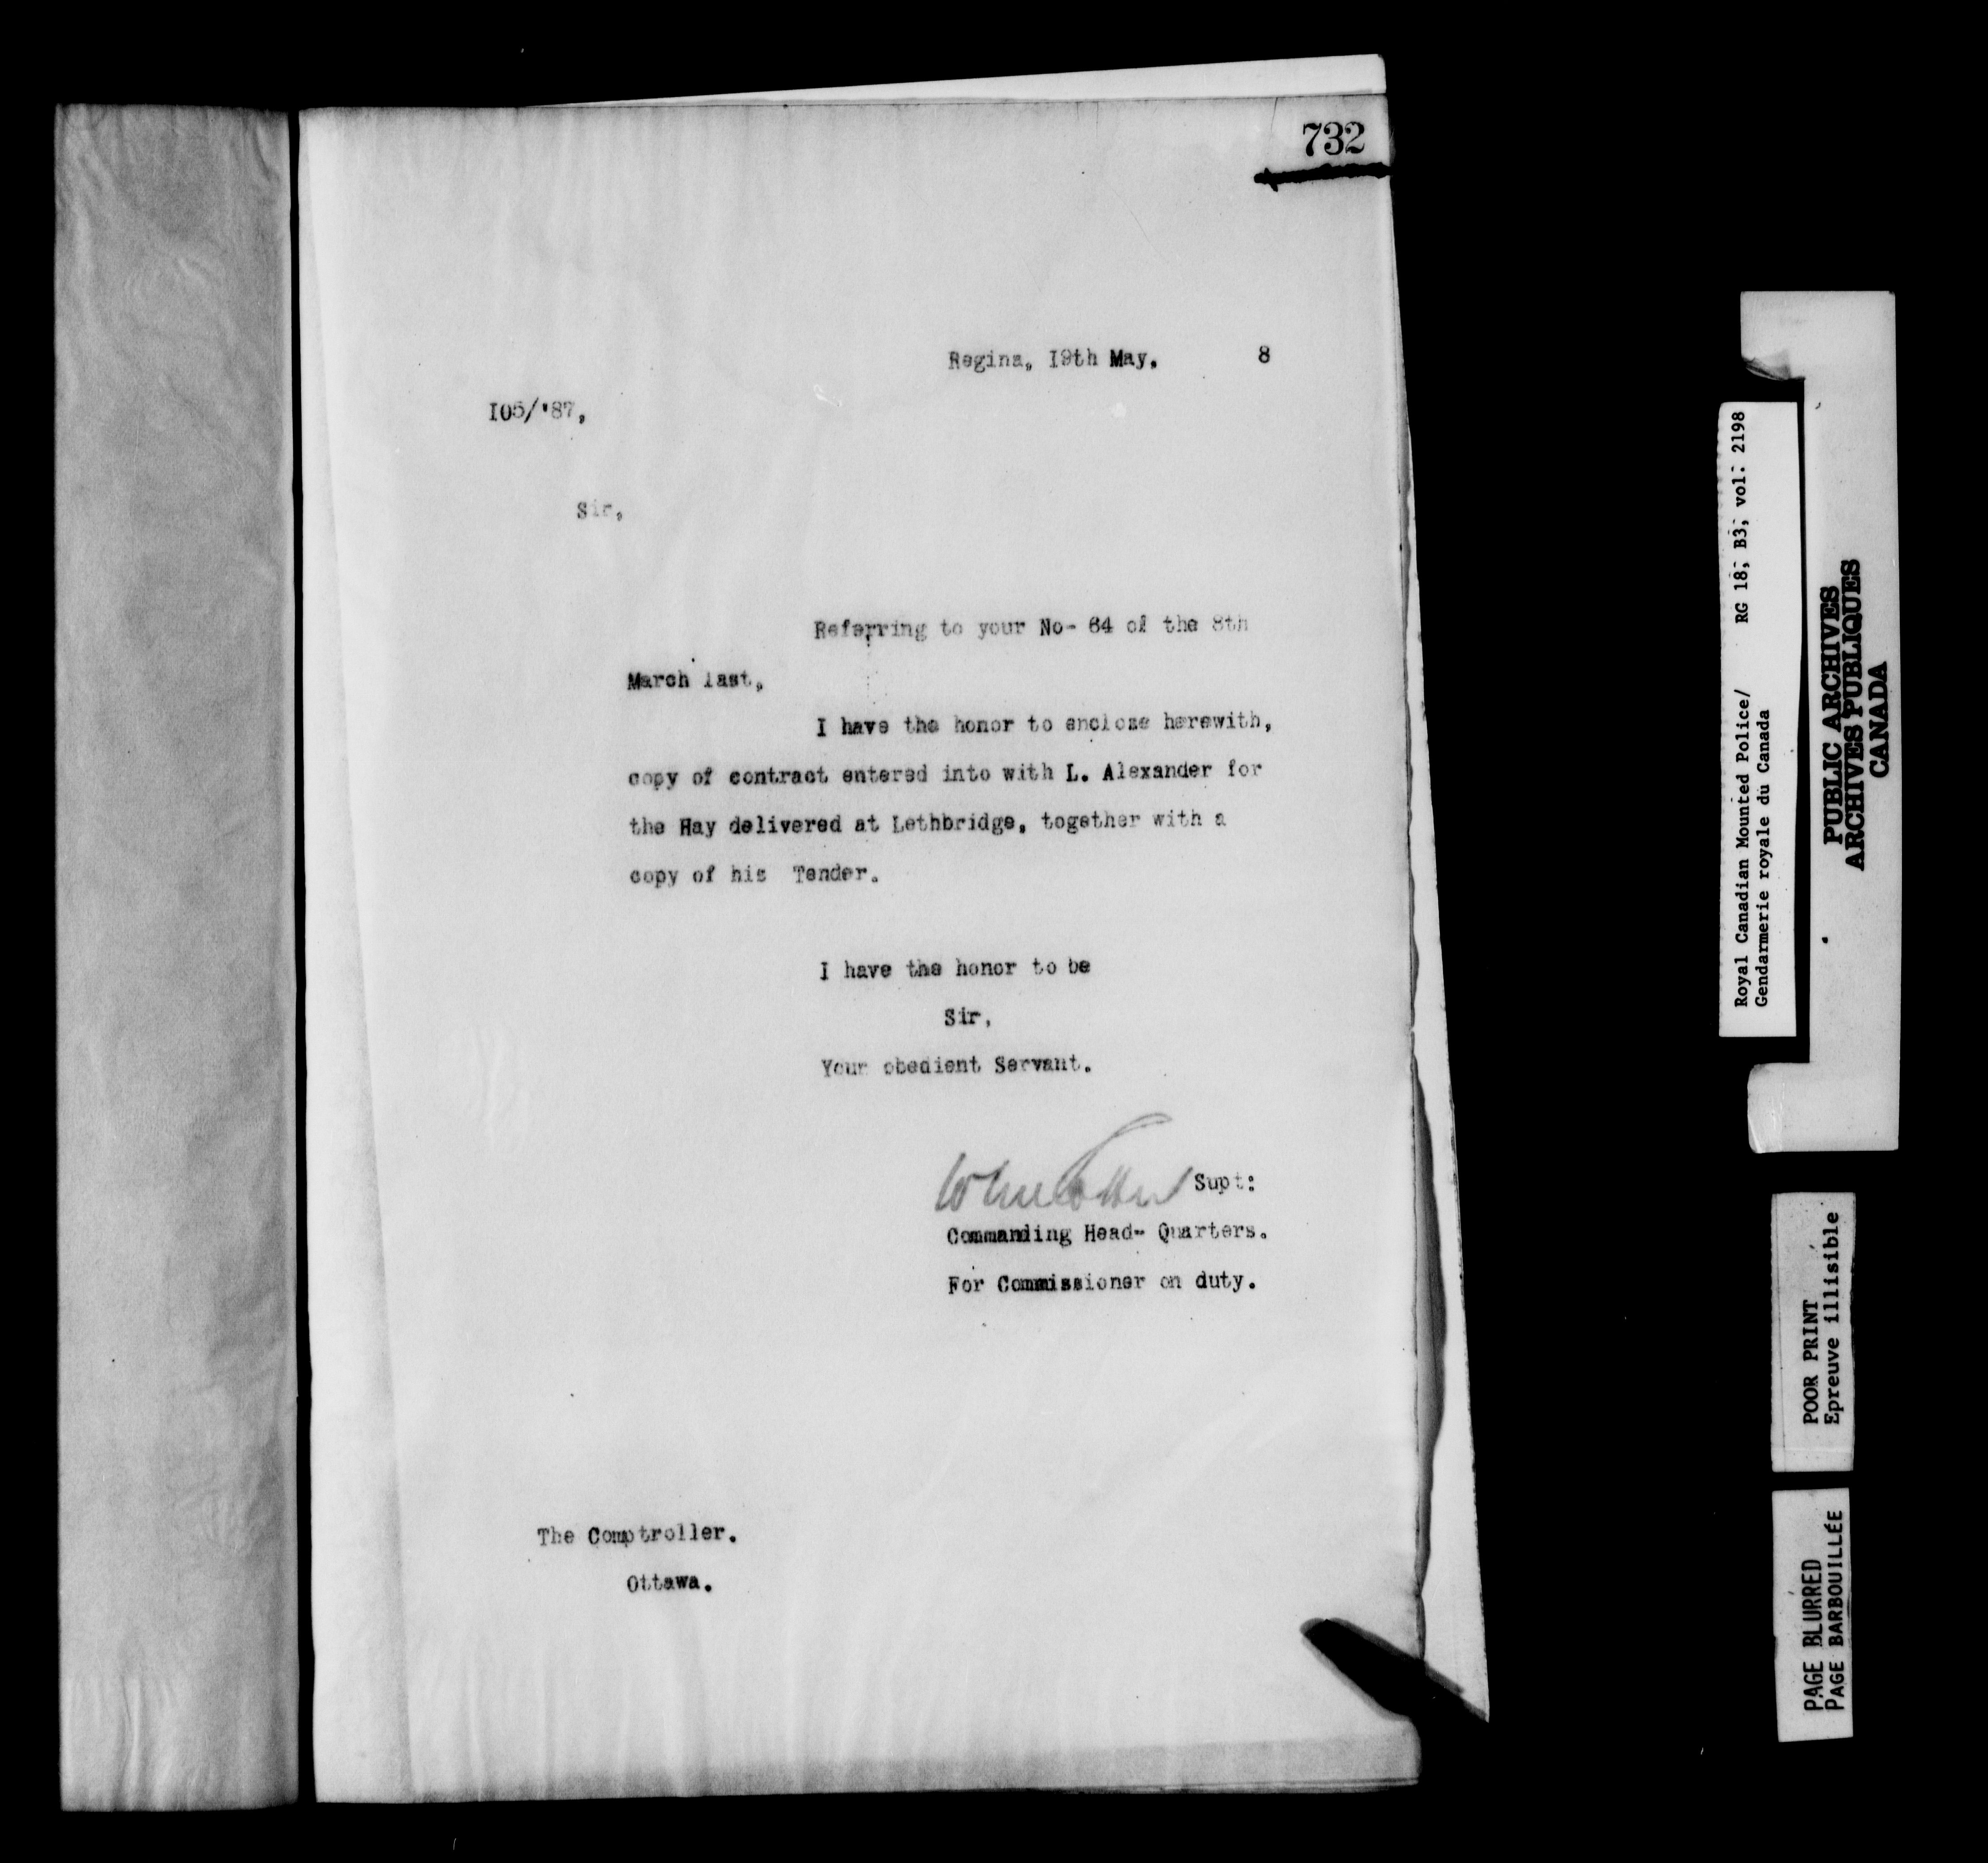 732
Regina, I9th May. 8
I05/'87,
Sir,
Referring to your No- 64 of the 8th
March last,
I have the honor to encloze herewith,
copy of contract entered into with L. Alexander for
the Hay delivered at Lethbridge, together with a
copy of his Tender.
I have the honor to be
Sir,
Your obedient Servant.
Supt:
Commanding Head- Quarters.
For Commissioner on duty.
The Comptroller.
Ottawa.
Royal Canadian Mounted Police/ RG 18; B3; vol: 2198
Gendarmerie royale du Canada
PUBLIC ARCHIVES
ARCHIVES PUBLIQUES
CANADA
POOR PRINT
Epreuve illisible
PAGE BLURRED
PAGE BARBOUILLÉE